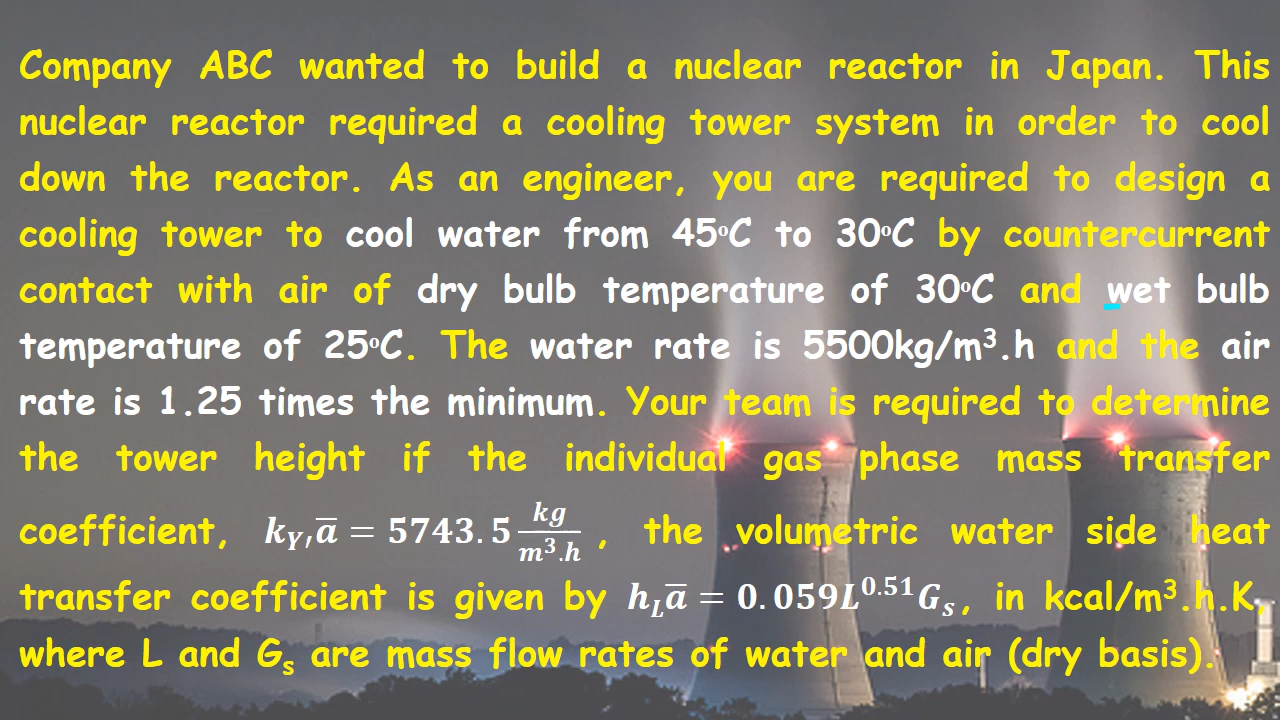 Company ABC wanted to build a nuclear reactor in Japan. This
nuclear reactor required a cooling tower system in order to cool
down the reactor. As an engineer, you are required to design a
cooling tower to cool water from 45ºC to 30ºC by countercurrent
contact with air of dry bulb temperature of 30ºC and wet bulb
temperature of 25ºC. The water rate is 5500kg/m³.h and the air
rate is 1.25 times the minimum. Your team is required to determine
the tower height if the individual gas phase mass transfer
coefficient, k_{Y'}a̅ = 5743.5 kg/m³.h , the volumetric water side heat
transfer coefficient is given by h_La̅ = 0.059L^{0.51}G_s, in kcal/m³.h.K,
where L and G_s are mass flow rates of water and air (dry basis).